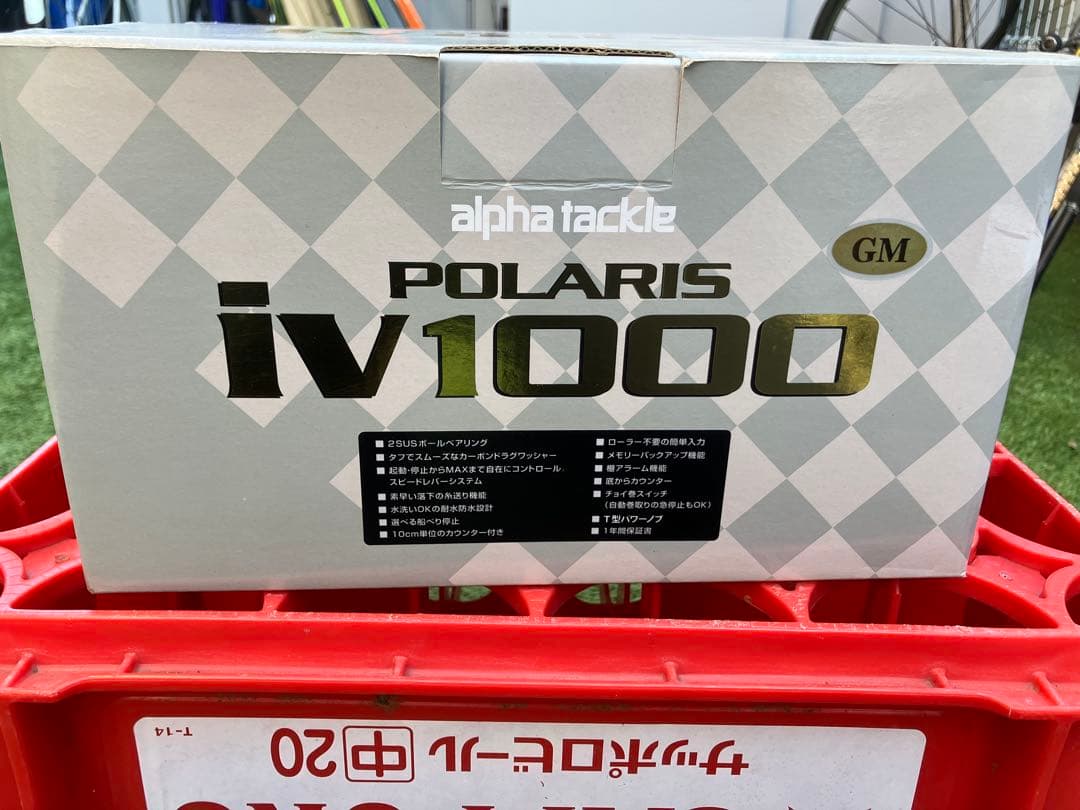 alpha tackle
GM
POLARIS
iv1000
■2SUSボールベアリング
■タフでスムーズなカーボンドラグワッシャー
■起動・停止からMAXまで自在にコントロール、
スピードレバーシステム
■素早い落下の糸送り機能
■水洗いOKの耐水防水設計
■選べる船べり停止
■10cm単位のカウンター付き
■ローラー不要の簡単入力
■メモリーバックアップ機能
■棚アラーム機能
■底からカウンター
■チョイ巻スイッチ
(自動巻取りの急停止もOK)
■T型パワーノブ
■1年間保証書
T-14
サッポロビール 中 20